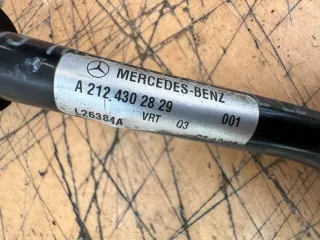 MERCEDES-BENZ
A 212 430 28 29
L26384A VRT Q3 001